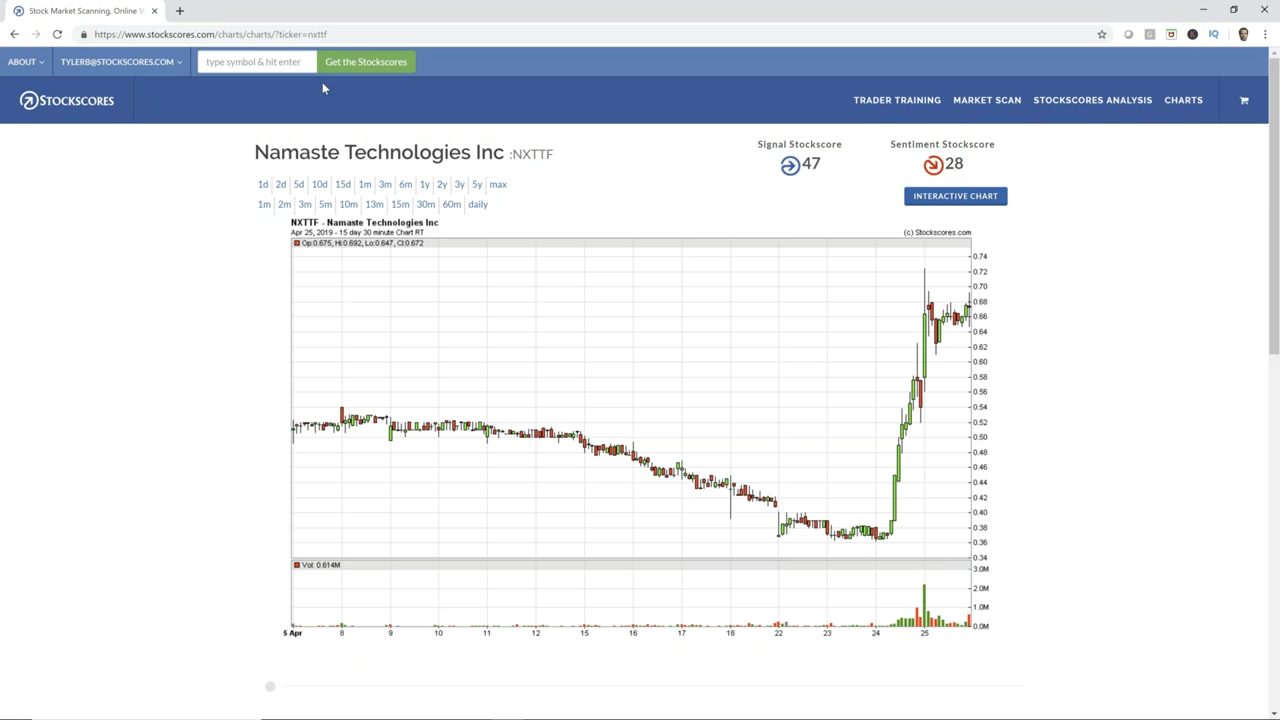 Stock Market Scanning, Online V
https://www.stockscores.com/charts/charts/?ticker=nxttf
ABOUT TYLERB@STOCKSCORES.COM type symbol & hit enter Get the Stockscores
STOCKSCORES TRADER TRAINING MARKET SCAN STOCKSCORES ANALYSIS CHARTS
Namaste Technologies Inc :NXTTF
Signal Stockscore
47
Sentiment Stockscore
28
1d 2d 5d 10d 15d 1m 3m 6m 1y 2y 3y 5y max
INTERACTIVE CHART
1m 2m 3m 5m 10m 13m 15m 30m 60m daily
NXTTF - Namaste Technologies Inc
Apr 25, 2019 - 15 day 30 minute Chart RT (c) Stockscores.com
Op:0.675, Hi:0.692, Lo:0.647, Cl:0.672
0.74
0.72
0.70
0.68
0.66
0.64
0.62
0.60
0.58
0.56
0.54
0.52
0.50
0.48
0.46
0.44
0.42
0.40
0.38
0.36
0.34
Vol: 0.614M
3.0M
2.0M
1.0M
0.0M
5 Apr 8 9 10 11 12 15 16 17 18 22 23 24 25